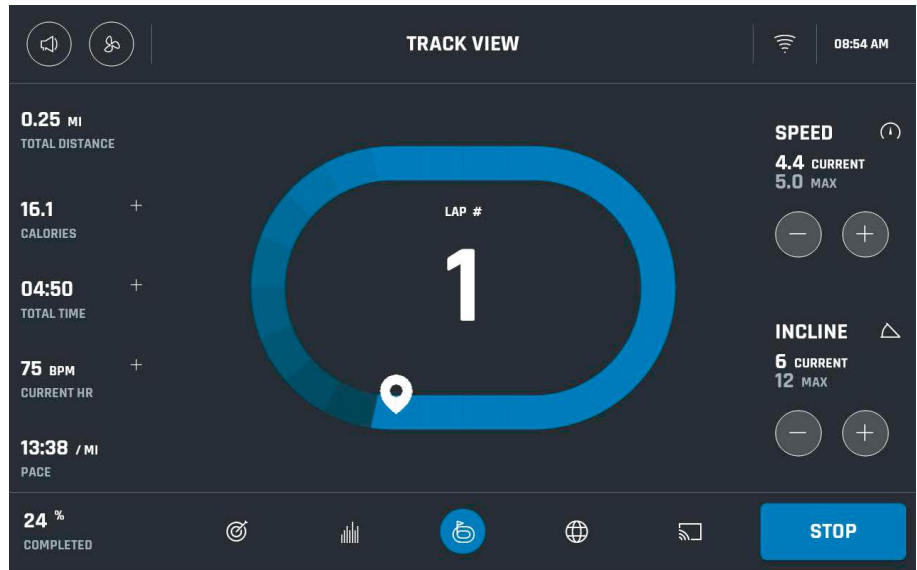 TRACK VIEW
08:54 AM
0.25 MI
TOTAL DISTANCE
16.1
CALORIES
04:50
TOTAL TIME
75 BPM
CURRENT HR
13:38 / MI
PACE
LAP #
1
SPEED
4.4 CURRENT
5.0 MAX
INCLINE
6 CURRENT
12 MAX
24 %
COMPLETED
STOP